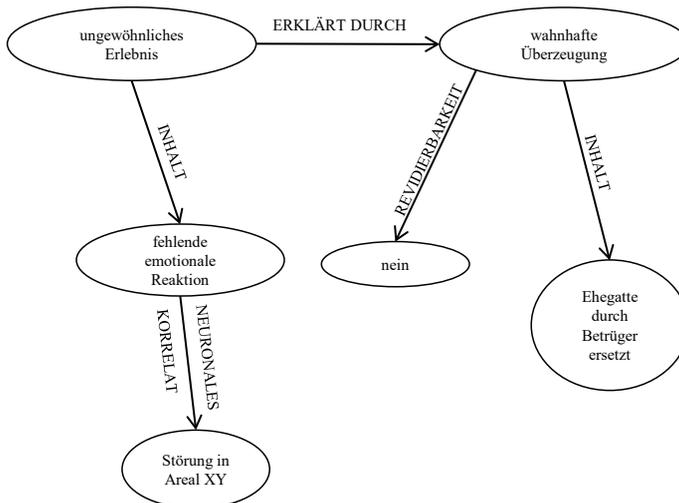 ungewöhnliches
Erlebnis
ERKLÄRT DURCH
wahnhafte
Überzeugung
INHALT
REVIDIERBARKEIT
INHALT
fehlende
emotionale
Reaktion
nein
Ehegatte
durch
Betrüger
ersetzt
NEURONALES
KORRELAT
Störung in
Areal XY